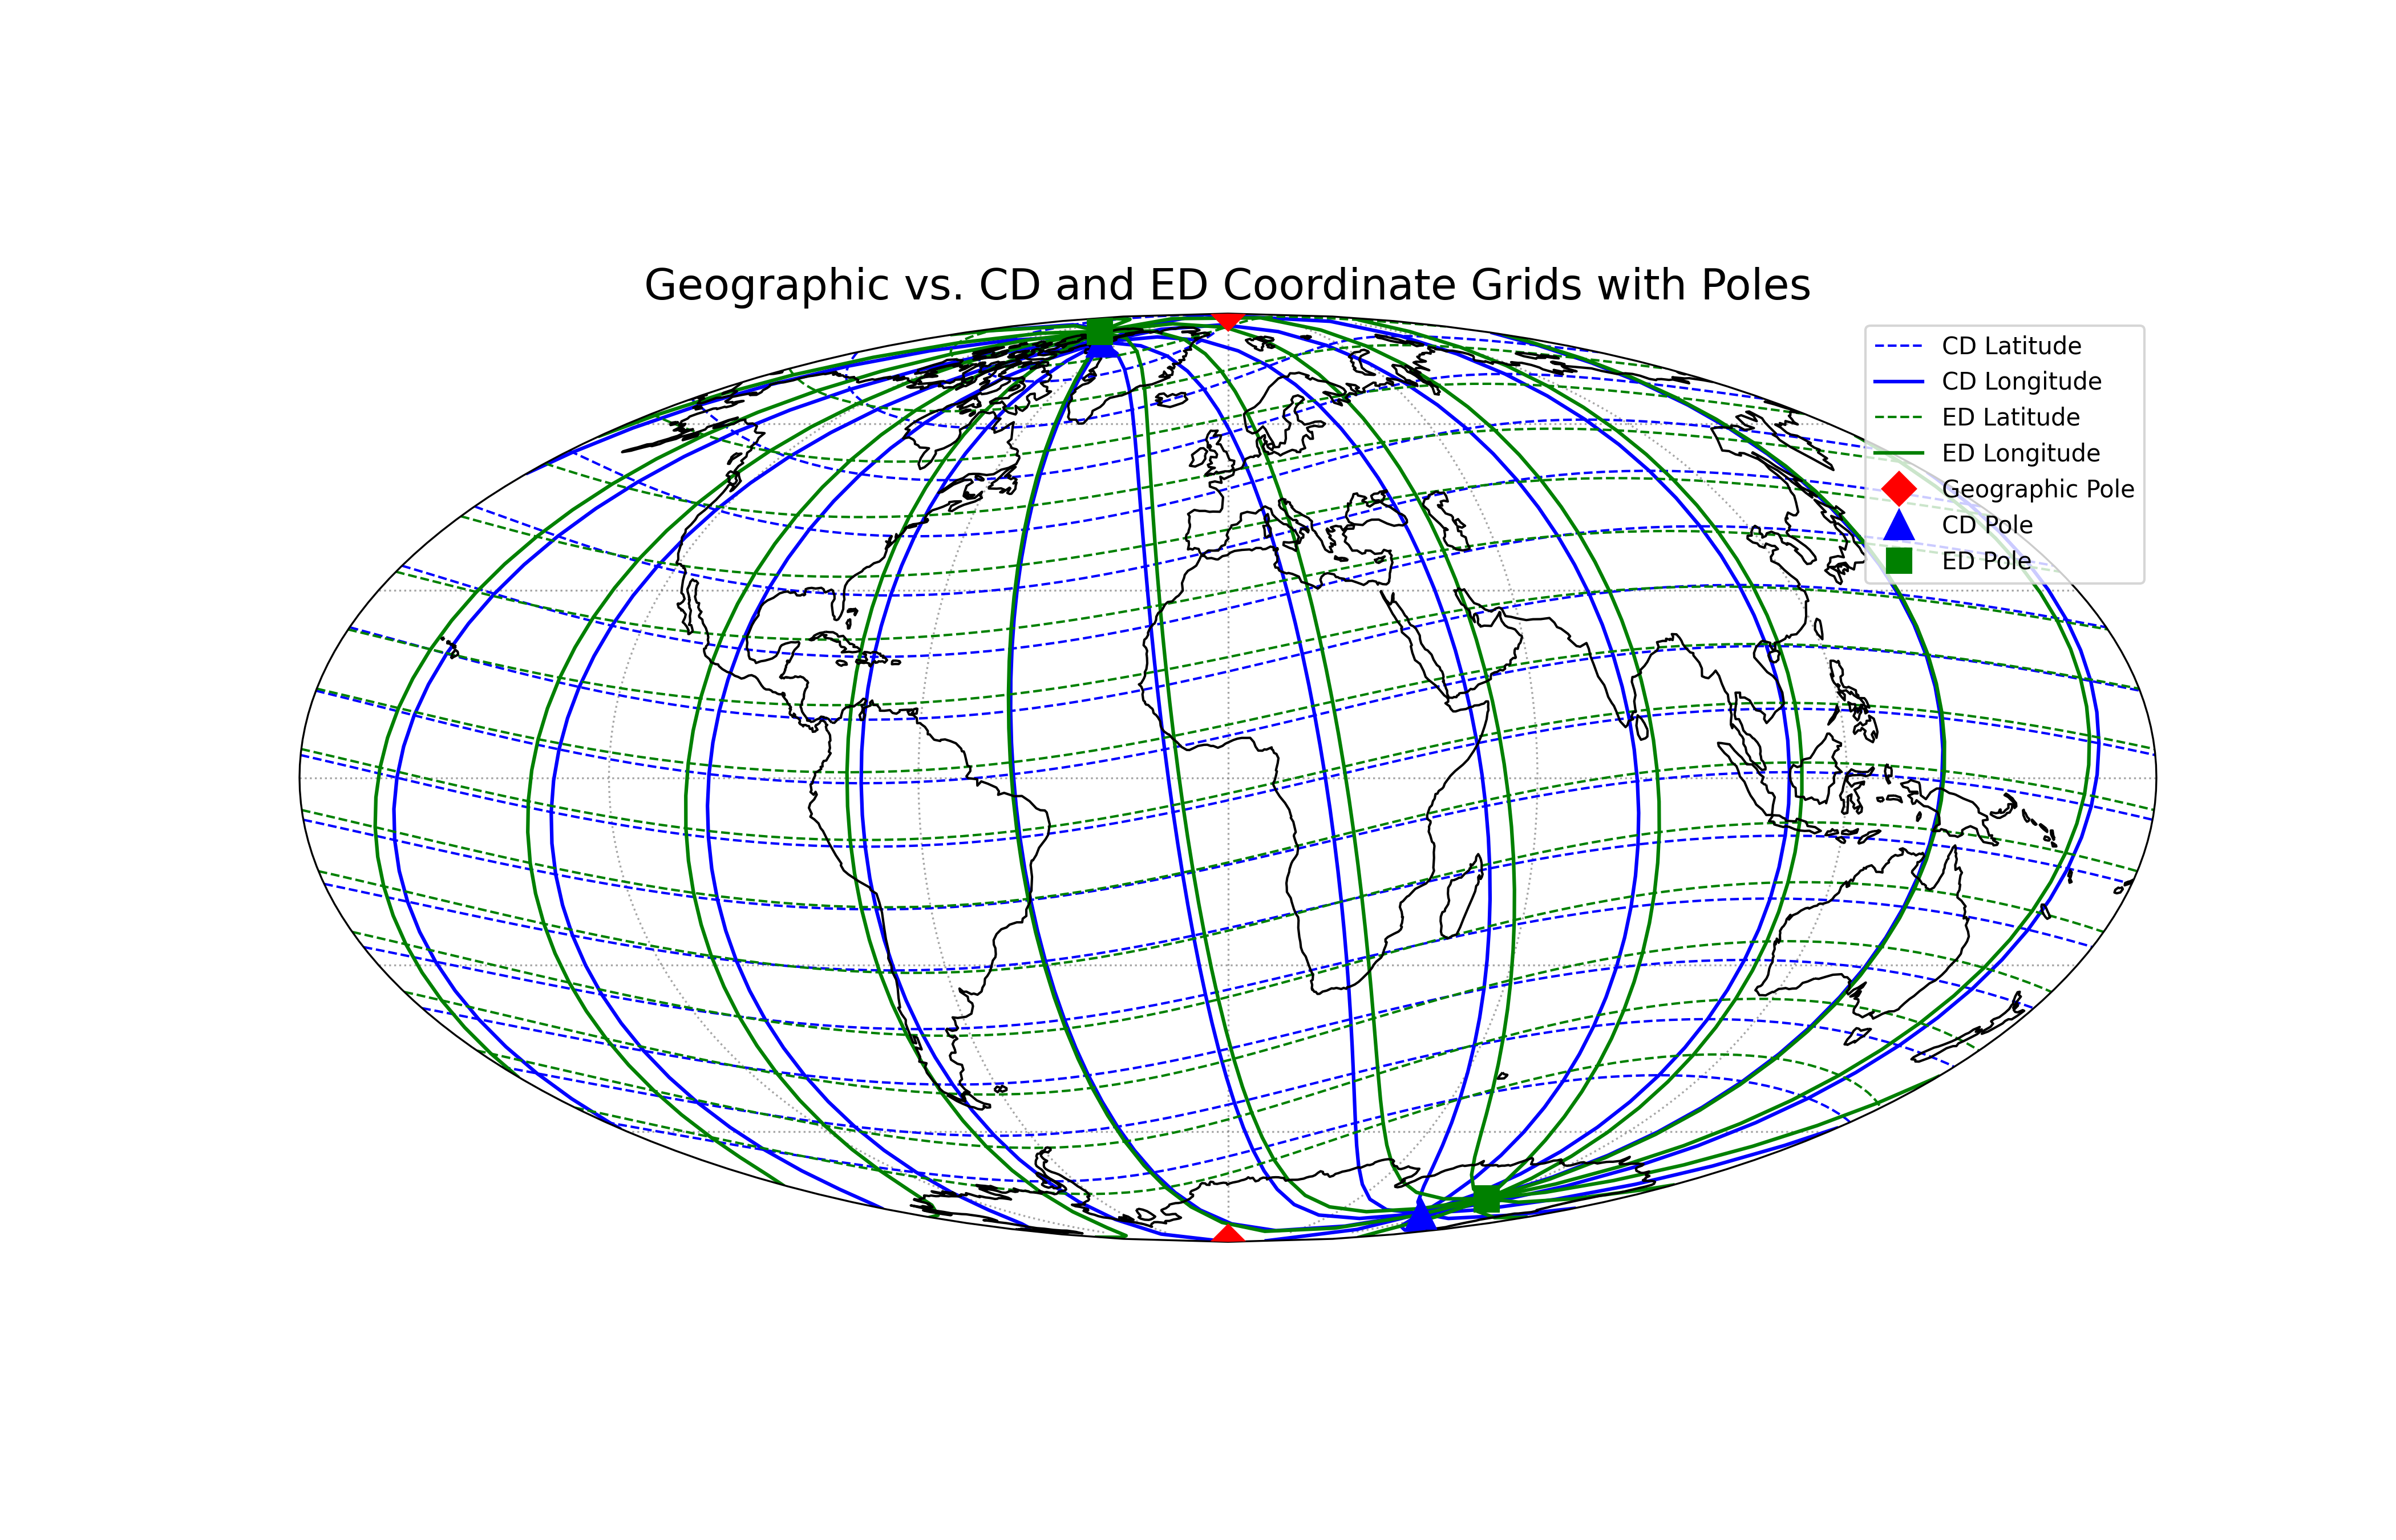 Geographic vs. CD and ED Coordinate Grids with Poles
CD Latitude
CD Longitude
ED Latitude
ED Longitude
Geographic Pole
CD Pole
ED Pole